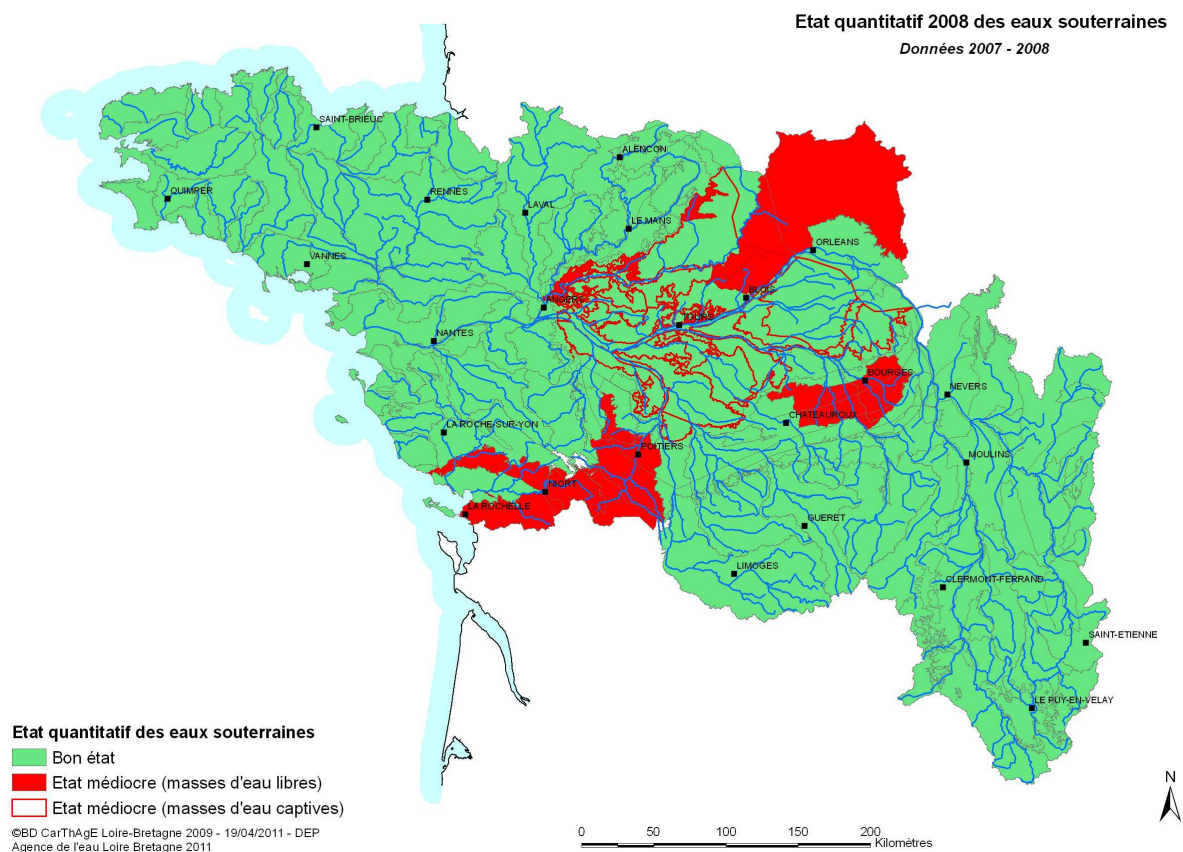 Etat quantitatif 2008 des eaux souterraines
Données 2007 - 2008
SAINT-BRIEUC
ALENCON
QUIMPER
RENNES
LAVAL
LE MANS
ORLEANS
VANNES
BLOIS
ANGERS
TOURS
NANTES
BOURGES
NEVERS
CHATEAUROUX
LA ROCHE-SUR-YON
POITIERS
MOULINS
NIORT
LA ROCHELLE
GUERET
LIMOGES
CLERMONT-FERRAND
SAINT-ETIENNE
LE PUY-EN-VELAY
Etat quantitatif des eaux souterraines
Bon état
Etat médiocre (masses d'eau libres)
Etat médiocre (masses d'eau captives)
©BD CarThAgE Loire-Bretagne 2009 - 19/04/2011 - DEP
Agence de l'eau Loire Bretagne 2011
0 50 100 150 200
Kilomètres
N